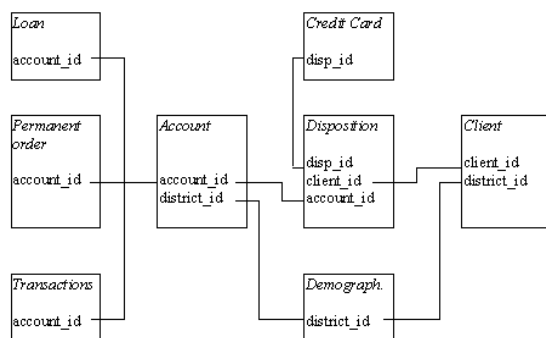 Loan
account_id
Credit Card
disp_id
Permanent
order
account_id
Account
account_id
district_id
Disposition
disp_id
client_id
account_id
Client
client_id
district_id
Transactions
account_id
Demograph.
district_id